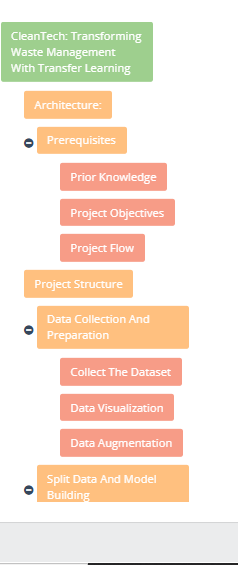 CleanTech: Transforming
Waste Management
With Transfer Learning
Architecture:
Prerequisites
Prior Knowledge
Project Objectives
Project Flow
Project Structure
Data Collection And
Preparation
Collect The Dataset
Data Visualization
Data Augmentation
Split Data And Model
Building